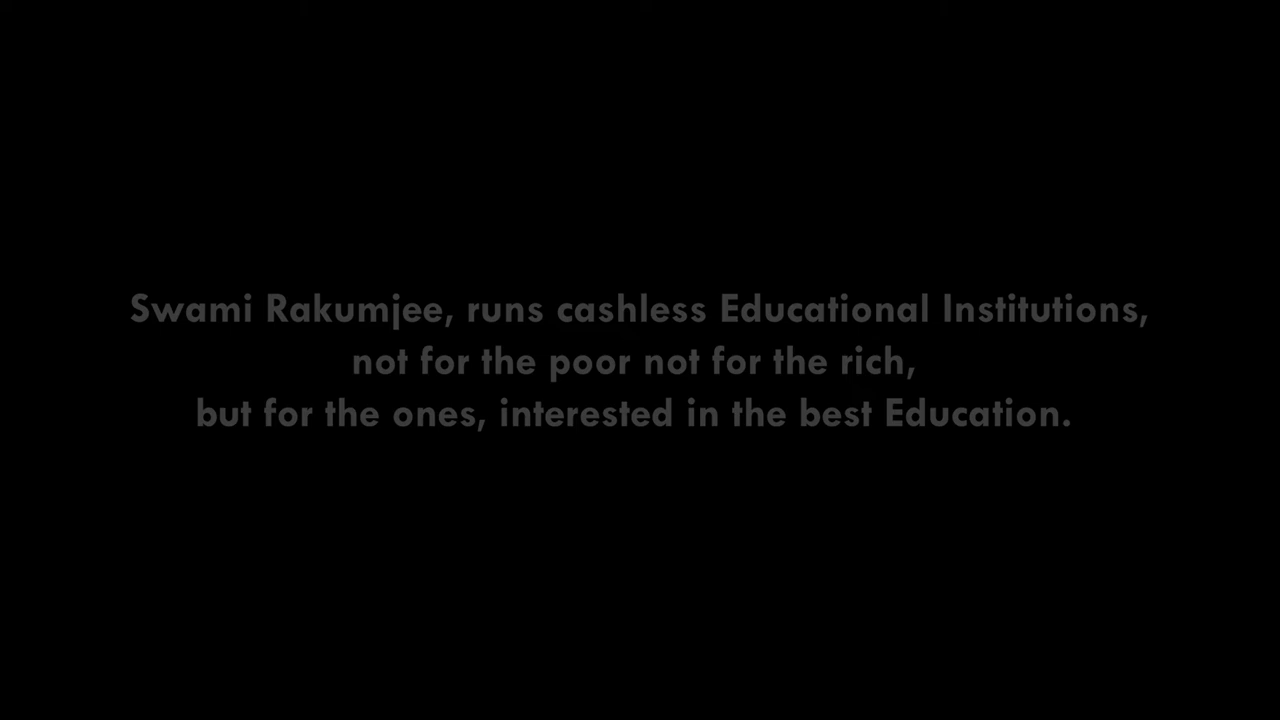 Swami Rakumjee, runs cashless Educational Institutions,
not for the poor not for the rich,
but for the ones, interested in the best Education.